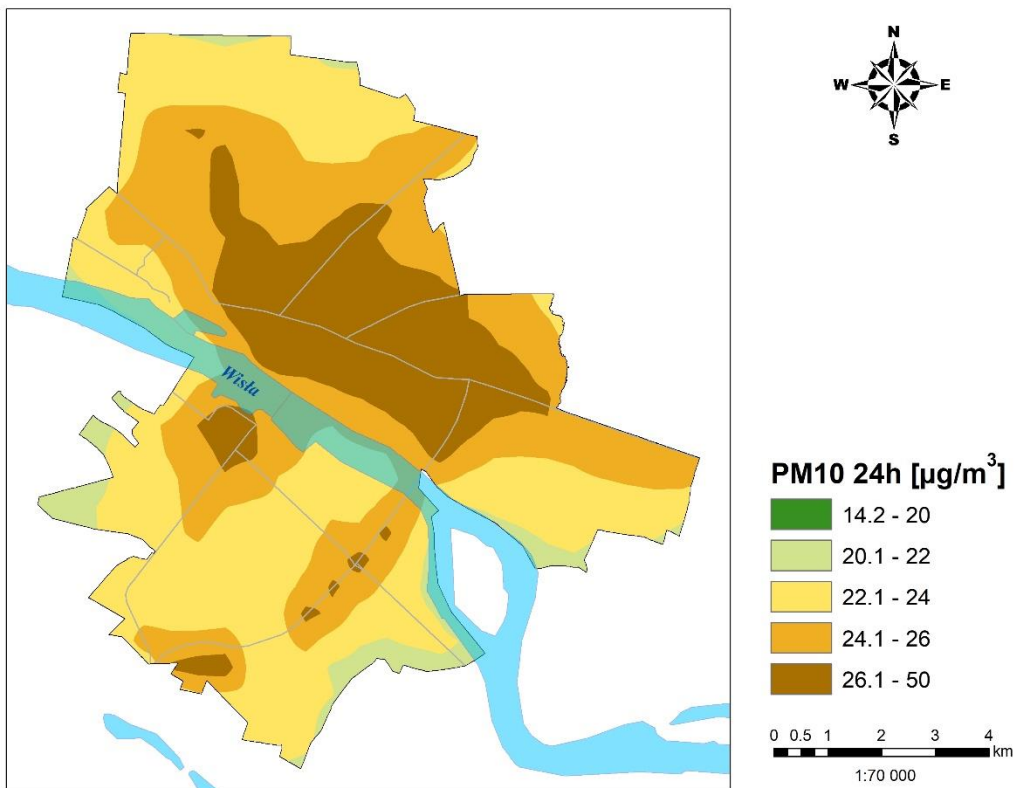 N
W E
S
Wisła
PM10 24h [µg/m³]
14.2 - 20
20.1 - 22
22.1 - 24
24.1 - 26
26.1 - 50
0 0.5 1 2 3 4
km
1:70 000